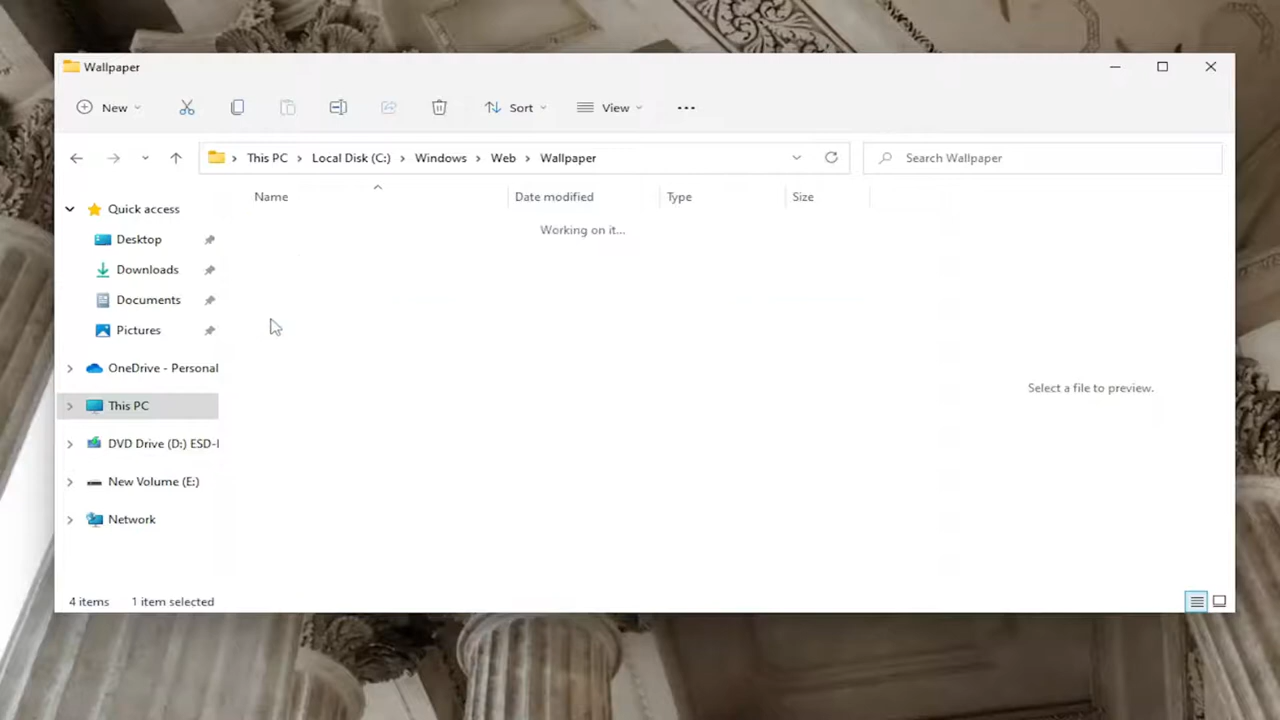 Wallpaper
New
Sort
View
This PC
Local Disk (C:)
Windows
Web
Wallpaper
Search Wallpaper
Name
Date modified
Type
Size
Working on it...
Quick access
Desktop
Downloads
Documents
Pictures
OneDrive - Personal
This PC
DVD Drive (D:) ESD-I
New Volume (E:)
Network
Select a file to preview.
4 items
1 item selected